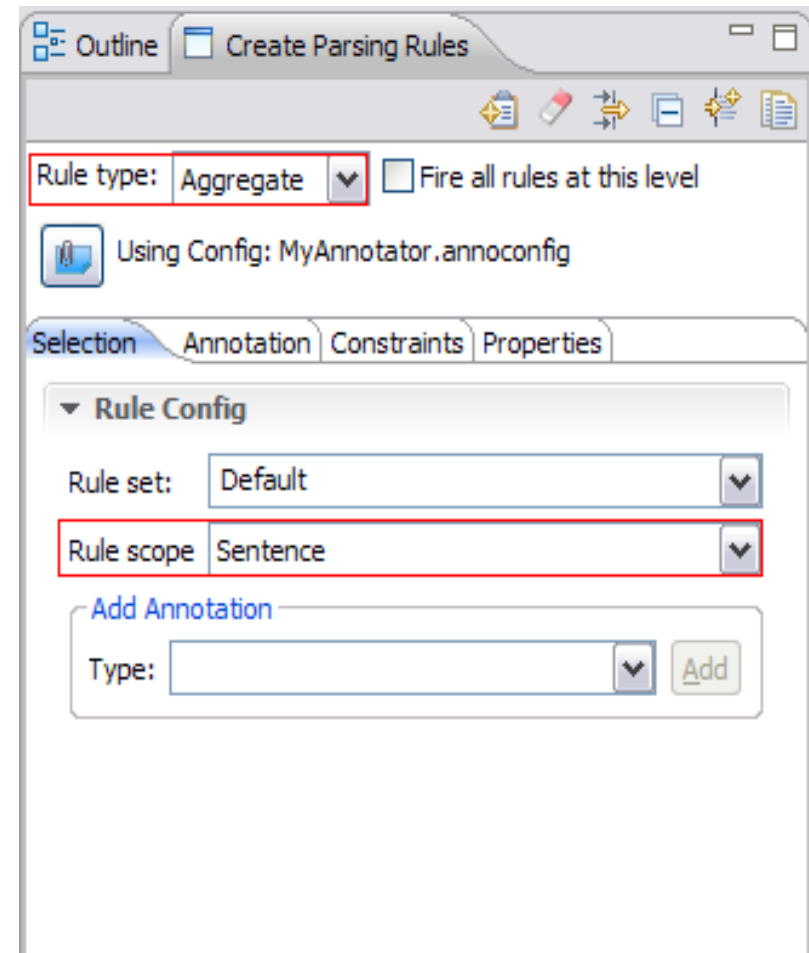 Outline Create Parsing Rules
Rule type: Aggregate Fire all rules at this level
Using Config: MyAnnotator.annoconfig
Selection Annotation Constraints Properties
Rule Config
Rule set: Default
Rule scope Sentence
Add Annotation
Type: Add